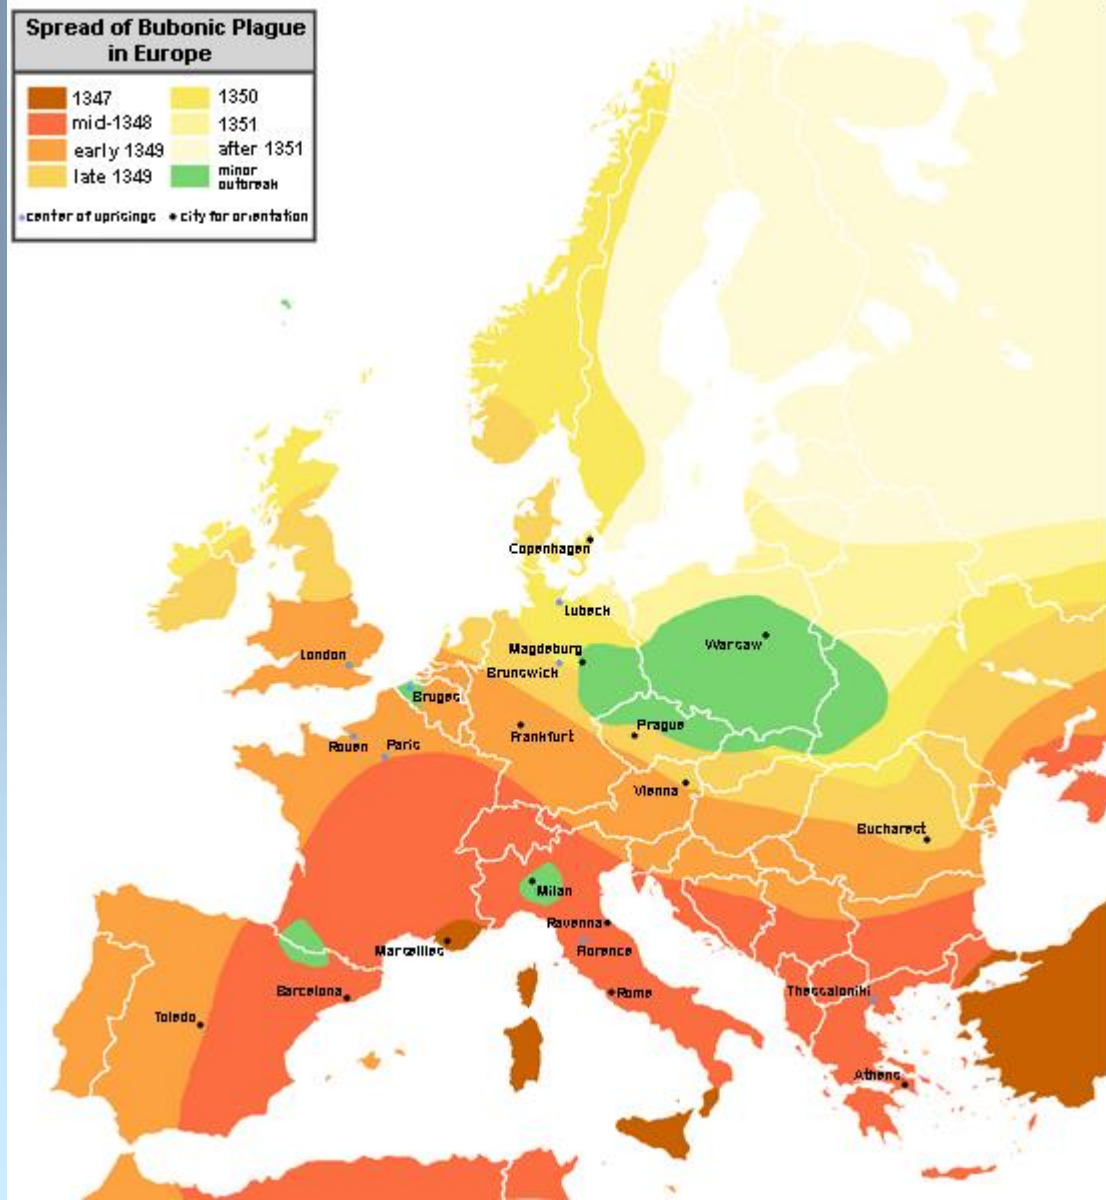 Spread of Bubonic Plague
in Europe
1347
mid-1348
early 1349
late 1349
1350
1351
after 1351
minor
outbreak
center of uprisings
city for orientation
Copenhagen
Lubeck
Magdeburg
Brunswick
Warsaw
London
Bruges
Frankfurt
Prague
Rouen
Paris
Vienna
Bucharest
Milan
Ravenna
Florence
Marseilles
Barcelona
Rome
Toledo
Thessaloniki
Athens